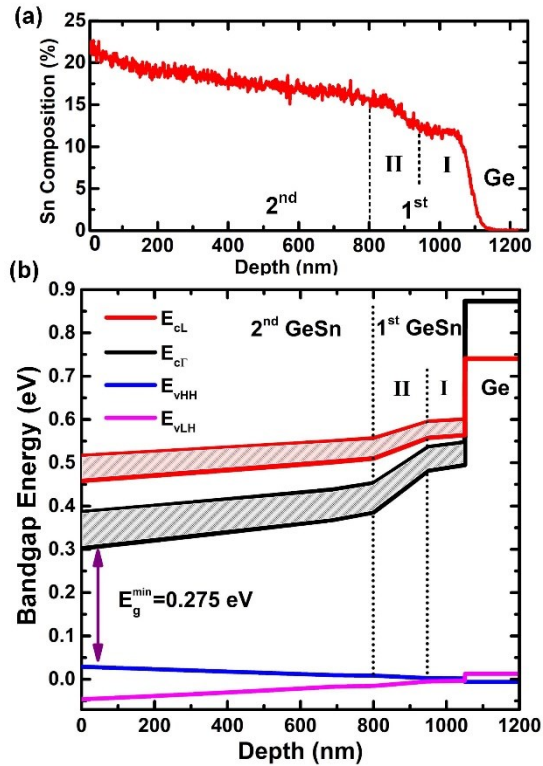 (a)
Sn Composition (%)
25
20
15
10
5
0
2nd
II
I
1st
Ge
0 200 400 600 800 1000 1200
Depth (nm)
(b)
Bandgap Energy (eV)
0.9
0.8
0.7
0.6
0.5
0.4
0.3
0.2
0.1
0.0
EcL
EcΓ
EvHH
EvLH
2nd GeSn
1st GeSn
II
I
Ge
Egmin=0.275 eV
0 200 400 600 800 1000 1200
Depth (nm)